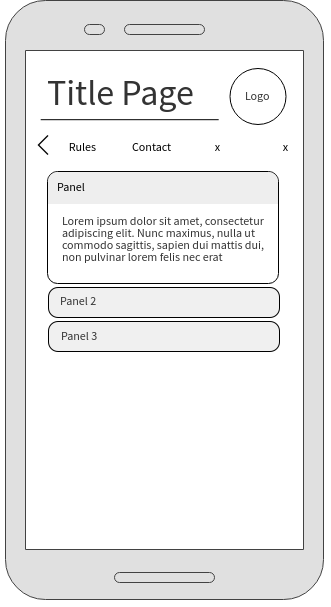 Title Page
Logo
Rules Contact x x
Panel
Lorem ipsum dolor sit amet, consectetur
adipiscing elit. Nunc maximus, nulla ut
commodo sagittis, sapien dui mattis dui,
non pulvinar lorem felis nec erat
Panel 2
Panel 3